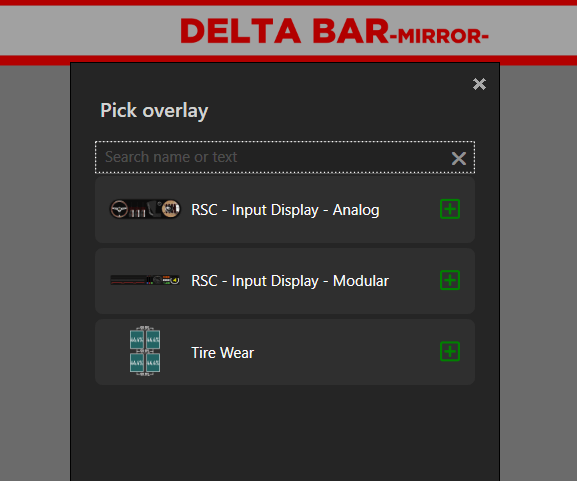 DELTA BAR-MIRROR-
Pick overlay
Search name or text
RSC - Input Display - Analog
RSC - Input Display - Modular
Tire Wear